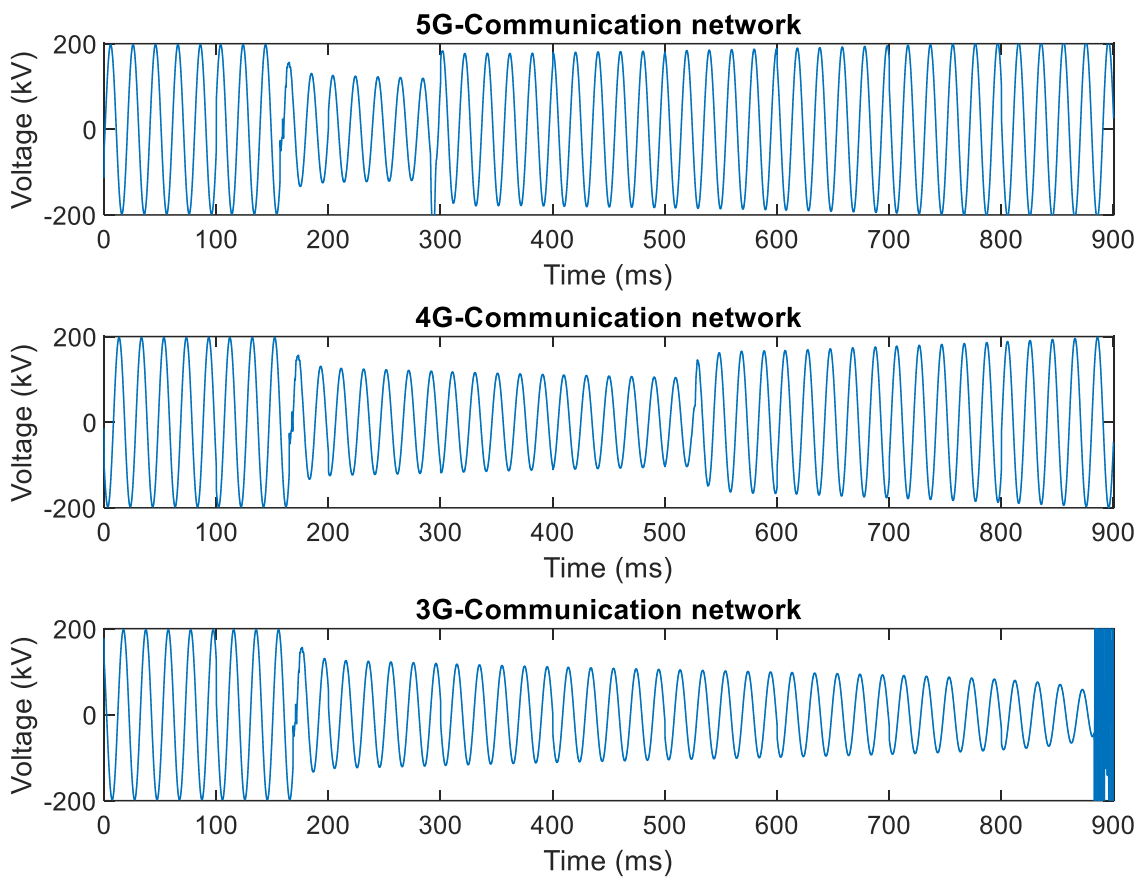 5G-Communication network
200
0
-200
Voltage (kV)
0 100 200 300 400 500 600 700 800 900
Time (ms)
4G-Communication network
200
0
-200
Voltage (kV)
0 100 200 300 400 500 600 700 800 900
Time (ms)
3G-Communication network
200
0
-200
Voltage (kV)
0 100 200 300 400 500 600 700 800 900
Time (ms)